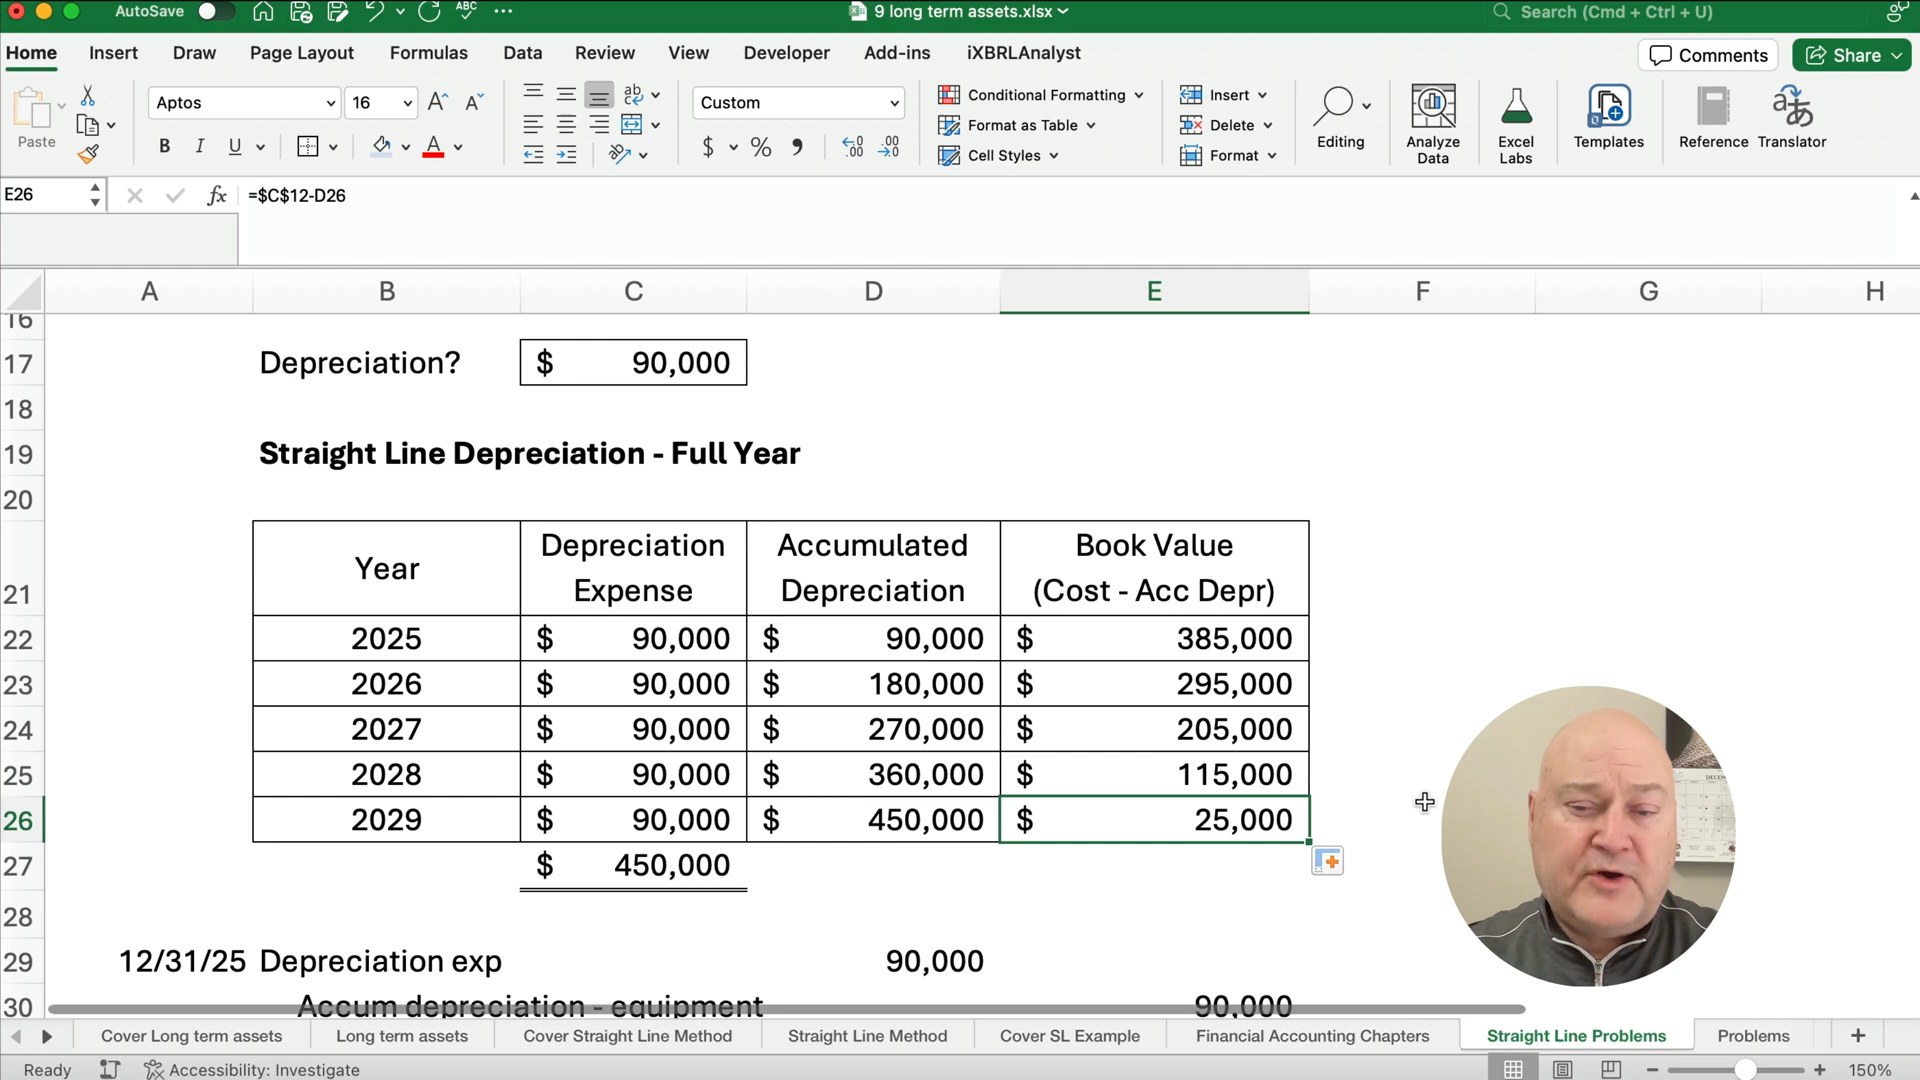 AutoSave
ABC
9 long term assets.xlsx
Search (Cmd + Ctrl + U)
Home Insert Draw Page Layout Formulas Data Review View Developer Add-ins iXBRLAnalyst
Comments Share
Paste
Aptos 16
B I U A
Custom
$ % 9
Conditional Formatting
Format as Table
Cell Styles
Insert
Delete
Format
Editing
Analyze Data
Excel Labs
Templates
Reference
Translator
E26 fx =$C$12-D26
A B C D E F G H
16
17 Depreciation? $ 90,000
18
19 Straight Line Depreciation - Full Year
20
21 Year Depreciation Expense Accumulated Depreciation Book Value (Cost - Acc Depr)
22 2025 $ 90,000 $ 90,000 $ 385,000
23 2026 $ 90,000 $ 180,000 $ 295,000
24 2027 $ 90,000 $ 270,000 $ 205,000
25 2028 $ 90,000 $ 360,000 $ 115,000
26 2029 $ 90,000 $ 450,000 $ 25,000
27 $ 450,000
28
29 12/31/25 Depreciation exp 90,000
30 Accum depreciation - equipment 90,000
Cover Long term assets Long term assets Cover Straight Line Method Straight Line Method Cover SL Example Financial Accounting Chapters Straight Line Problems Problems
Ready Accessibility: Investigate 150%